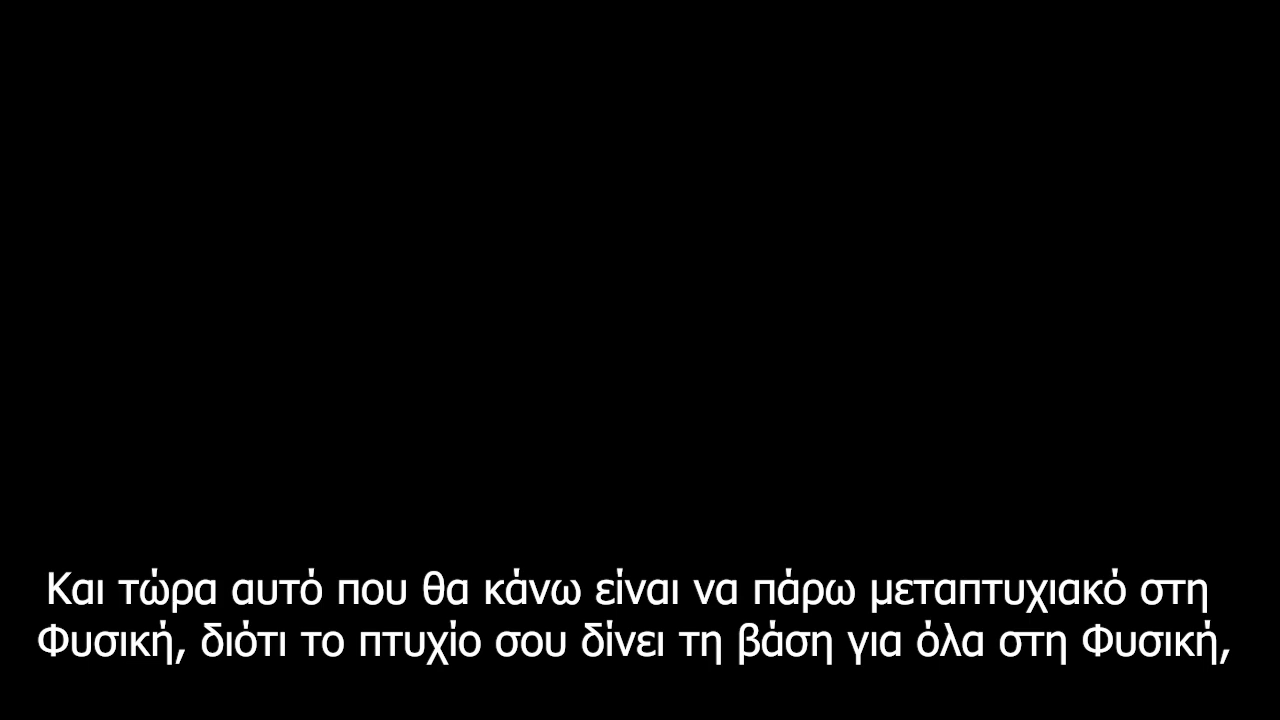 Και τώρα αυτό που θα κάνω είναι να πάρω μεταπτυχιακό στη
Φυσική, διότι το πτυχίο σου δίνει τη βάση για όλα στη Φυσική,